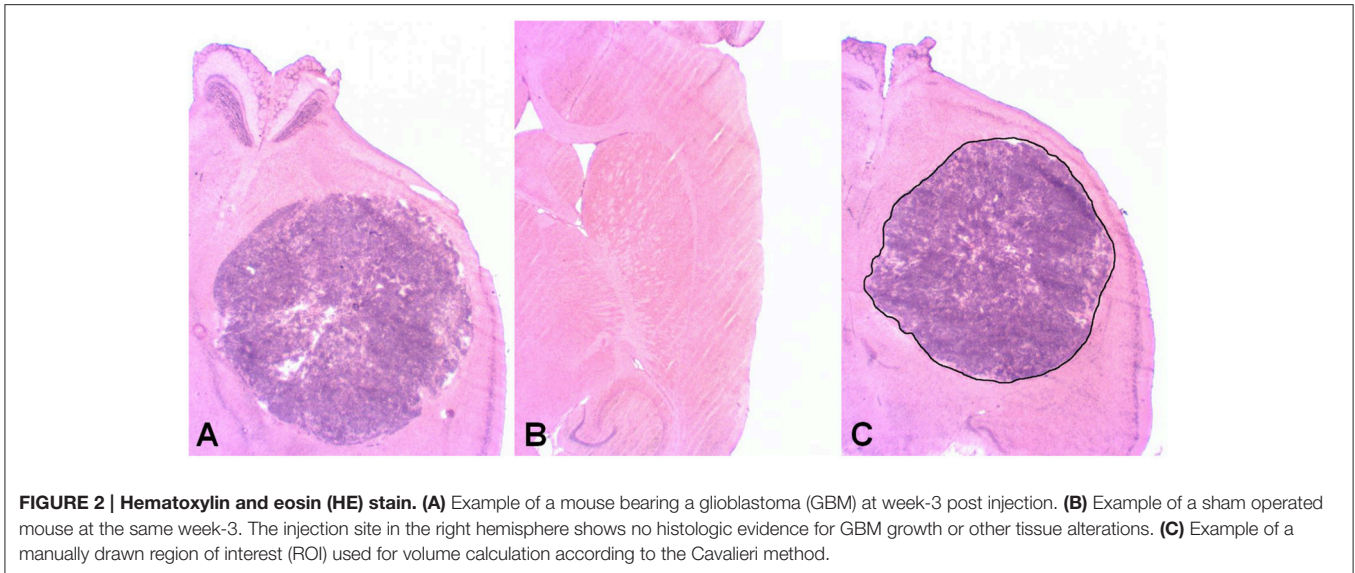 A
B
C
FIGURE 2 | Hematoxylin and eosin (HE) stain. (A) Example of a mouse bearing a glioblastoma (GBM) at week-3 post injection. (B) Example of a sham operated
mouse at the same week-3. The injection site in the right hemisphere shows no histologic evidence for GBM growth or other tissue alterations. (C) Example of a
manually drawn region of interest (ROI) used for volume calculation according to the Cavalieri method.